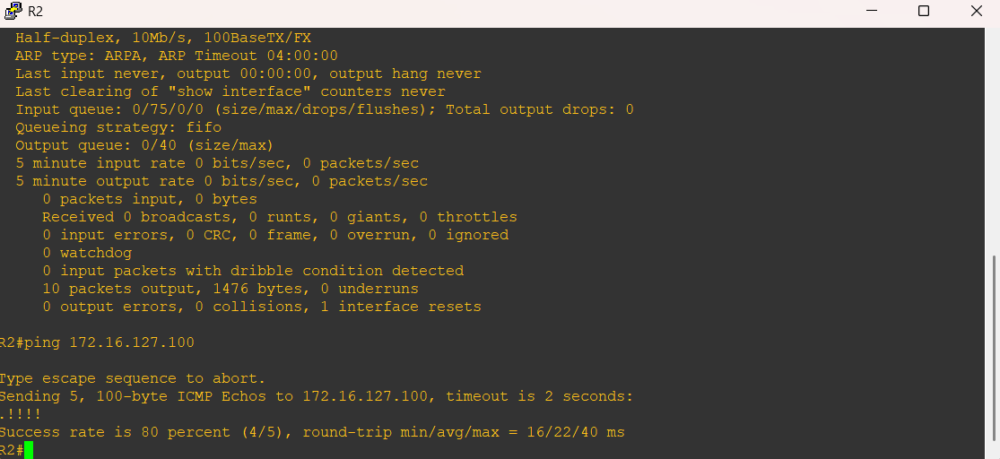 R2
Half-duplex, 10Mb/s, 100BaseTX/FX
ARP type: ARPA, ARP Timeout 04:00:00
Last input never, output 00:00:00, output hang never
Last clearing of "show interface" counters never
Input queue: 0/75/0/0 (size/max/drops/flushes); Total output drops: 0
Queueing strategy: fifo
Output queue: 0/40 (size/max)
5 minute input rate 0 bits/sec, 0 packets/sec
5 minute output rate 0 bits/sec, 0 packets/sec
0 packets input, 0 bytes
Received 0 broadcasts, 0 runts, 0 giants, 0 throttles
0 input errors, 0 CRC, 0 frame, 0 overrun, 0 ignored
0 watchdog
0 input packets with dribble condition detected
10 packets output, 1476 bytes, 0 underruns
0 output errors, 0 collisions, 1 interface resets
R2#ping 172.16.127.100
Type escape sequence to abort.
Sending 5, 100-byte ICMP Echos to 172.16.127.100, timeout is 2 seconds:
.!!!!
Success rate is 80 percent (4/5), round-trip min/avg/max = 16/22/40 ms
R2#